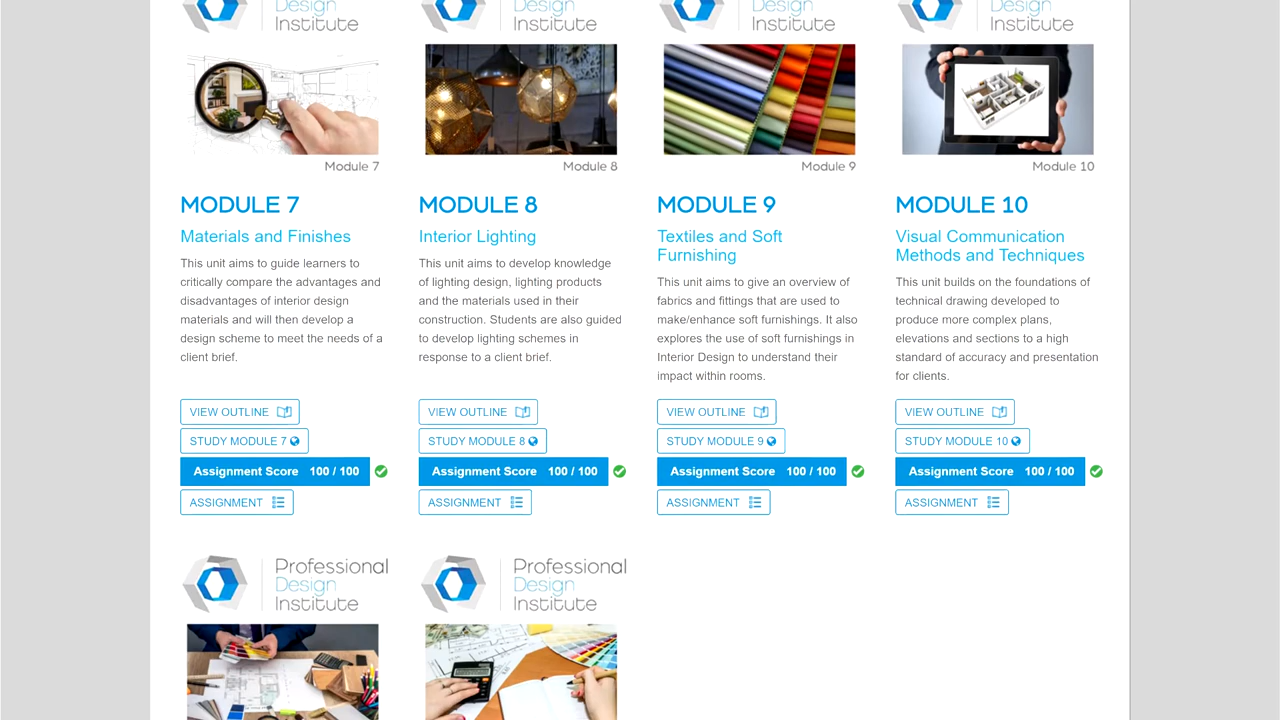 Design
Institute
Design
Institute
Design
Institute
Design
Institute
Module 7
Module 8
Module 9
Module 10
MODULE 7
Materials and Finishes
This unit aims to guide learners to
critically compare the advantages and
disadvantages of interior design
materials and will then develop a
design scheme to meet the needs of a
client brief.
VIEW OUTLINE
STUDY MODULE 7
Assignment Score 100 / 100
ASSIGNMENT
MODULE 8
Interior Lighting
This unit aims to develop knowledge
of lighting design, lighting products
and the materials used in their
construction. Students are also guided
to develop lighting schemes in
response to a client brief.
VIEW OUTLINE
STUDY MODULE 8
Assignment Score 100 / 100
ASSIGNMENT
MODULE 9
Textiles and Soft
Furnishing
This unit aims to give an overview of
fabrics and fittings that are used to
make/enhance soft furnishings. It also
explores the use of soft furnishings in
Interior Design to understand their
impact within rooms.
VIEW OUTLINE
STUDY MODULE 9
Assignment Score 100 / 100
ASSIGNMENT
MODULE 10
Visual Communication
Methods and Techniques
This unit builds on the foundations of
technical drawing developed to
produce more complex plans,
elevations and sections to a high
standard of accuracy and presentation
for clients.
VIEW OUTLINE
STUDY MODULE 10
Assignment Score 100 / 100
ASSIGNMENT
Professional
Design
Institute
Professional
Design
Institute